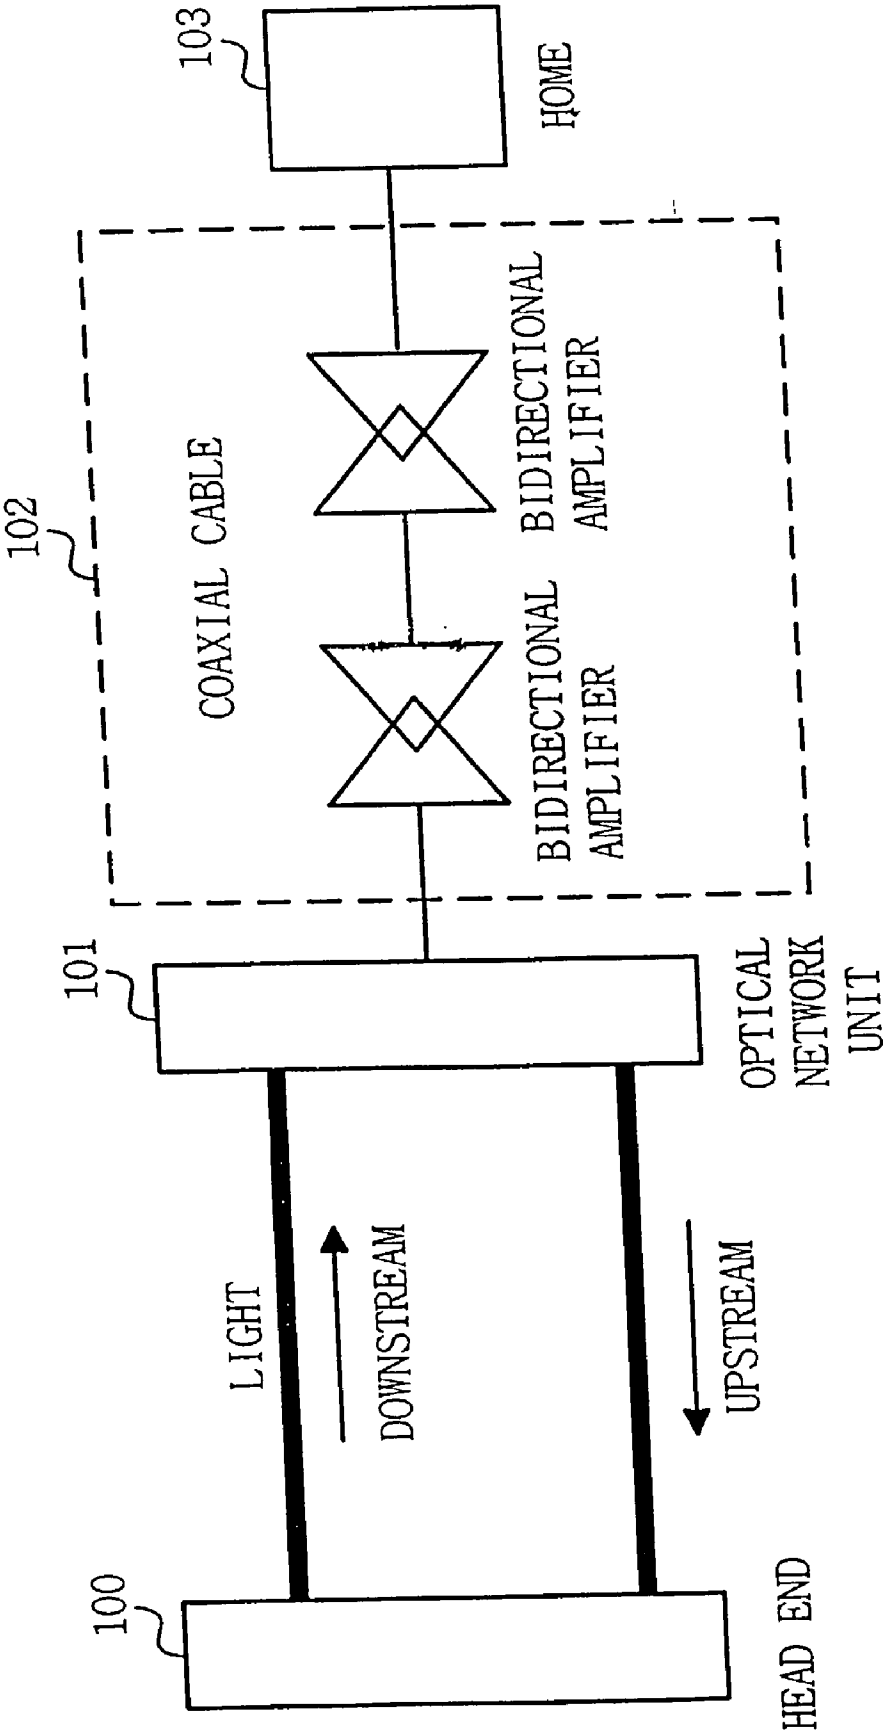 100
HEAD END
LIGHT
DOWNSTREAM
UPSTREAM
101
OPTICAL
NETWORK
UNIT
102
COAXIAL CABLE
BIDIRECTIONAL
AMPLIFIER
BIDIRECTIONAL
AMPLIFIER
103
HOME